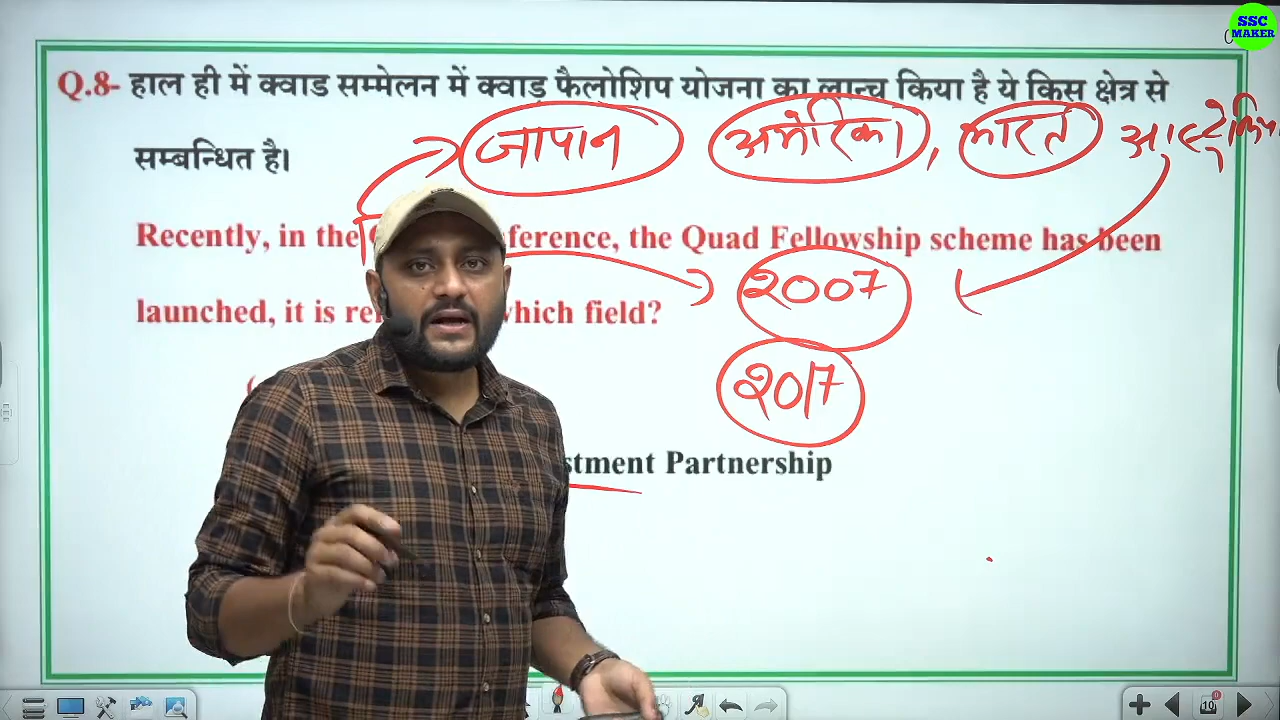 SSC
MAKER
Q.8- हाल ही में क्वाड सम्मेलन में क्वाड फैलोशिप योजना का लान्च किया है ये किस क्षेत्र से
जापान अमेरिका, भारत
सम्बन्धित है।
Recently, in the ference, the Quad Fellowship scheme has been
2007
launched, it is which field?
2017
stment Partnership
10